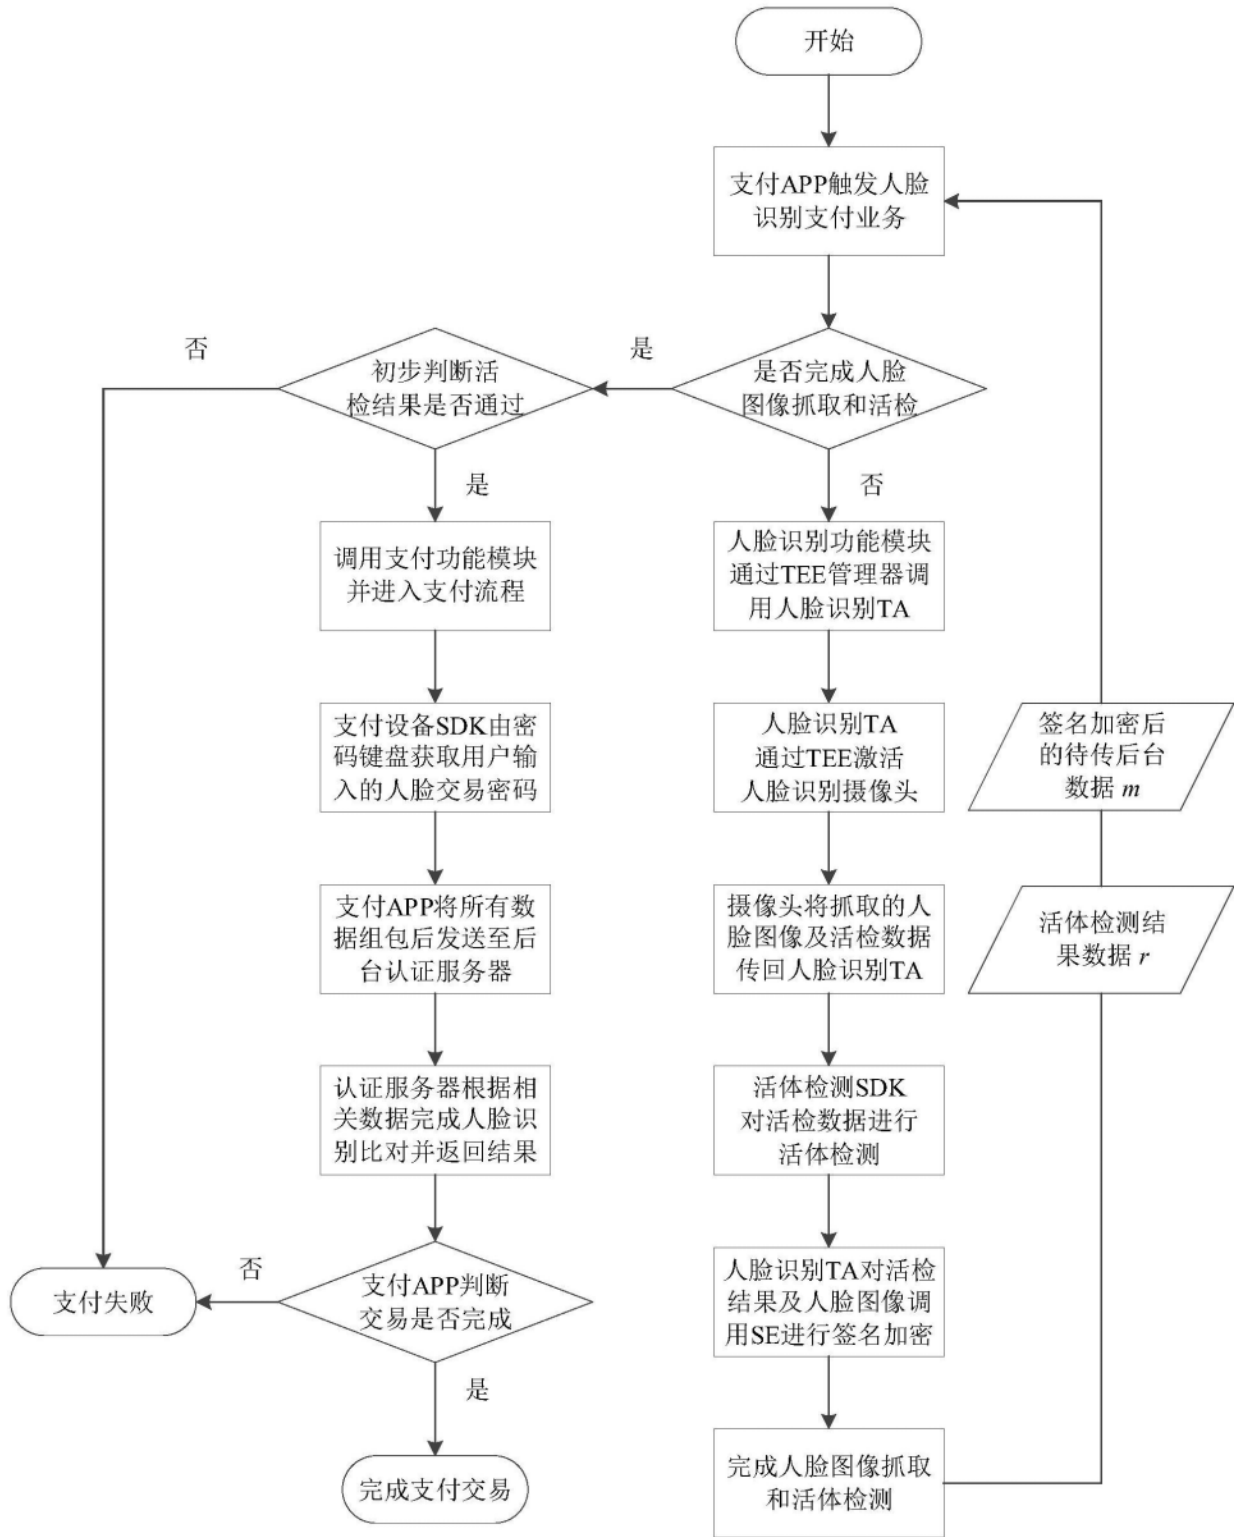 开始
支付APP触发人脸
识别支付业务
是否完成人脸
图像抓取和活检
是
初步判断活
检结果是否通过
否
是
否
调用支付功能模块
并进入支付流程
人脸识别功能模块
通过TEE管理器调
用人脸识别TA
支付设备SDK由密
码键盘获取用户输
入的人脸交易密码
人脸识别TA
通过TEE激活
人脸识别摄像头
签名加密后
的待传后台
数据 m
支付APP将所有数
据组包后发送至后
台认证服务器
摄像头将抓取的人
脸图像及活检数据
传回人脸识别TA
活体检测结
果数据 r
认证服务器根据相
关数据完成人脸识
别比对并返回结果
活体检测SDK
对活检数据进行
活体检测
支付失败
否
支付APP判断
交易是否完成
人脸识别TA对活检
结果及人脸图像调
用SE进行签名加密
是
完成支付交易
完成人脸图像抓取
和活体检测